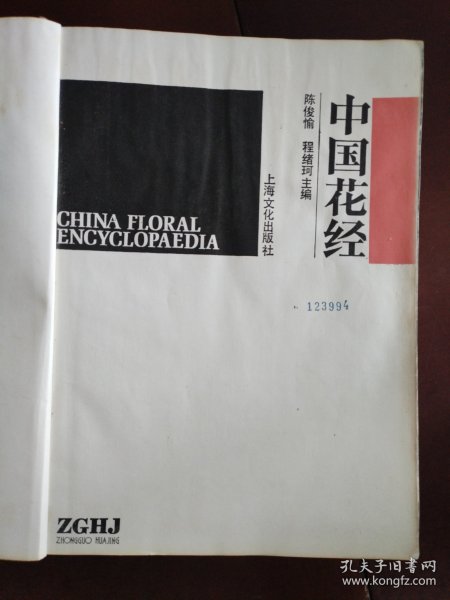 中国花经
陈俊愉 程绪珂主编
上海文化出版社
CHINA FLORAL
ENCYCLOPAEDIA
123994
ZGHJ
ZHONGGUO HUAJING
孔夫子旧书网
www.kongfz.com